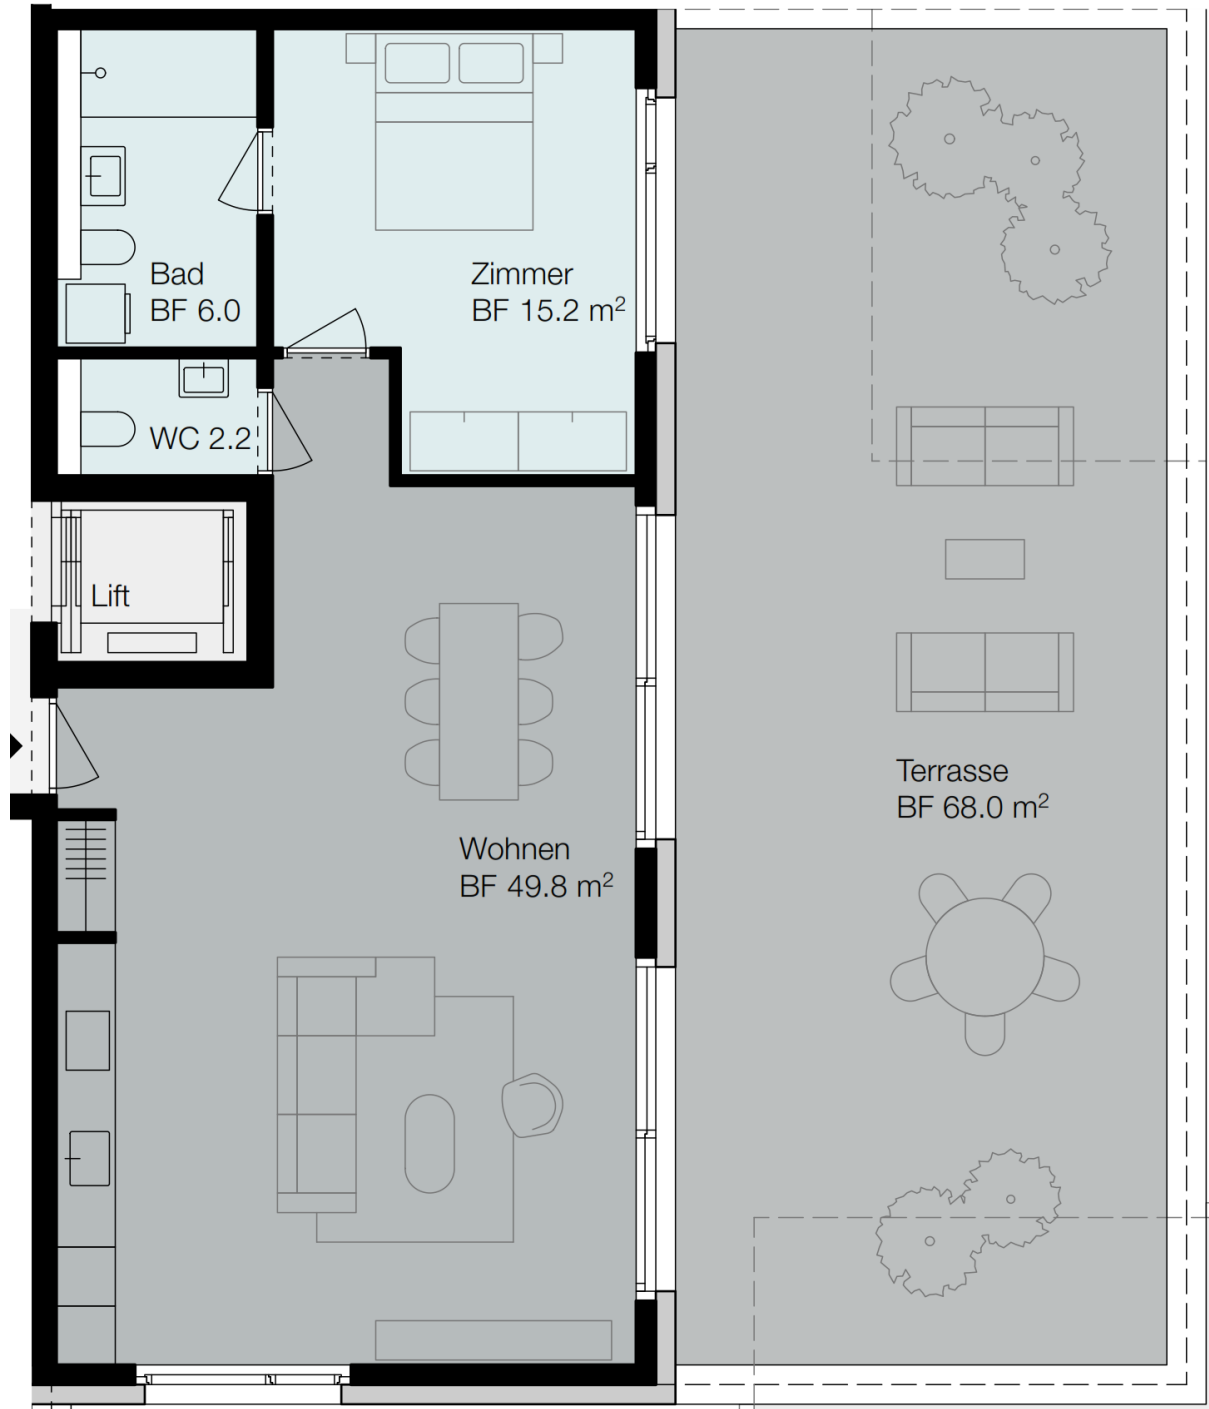 Bad
BF 6.0
Zimmer
BF 15.2 m²
WC 2.2
Lift
Terrasse
BF 68.0 m²
Wohnen
BF 49.8 m²